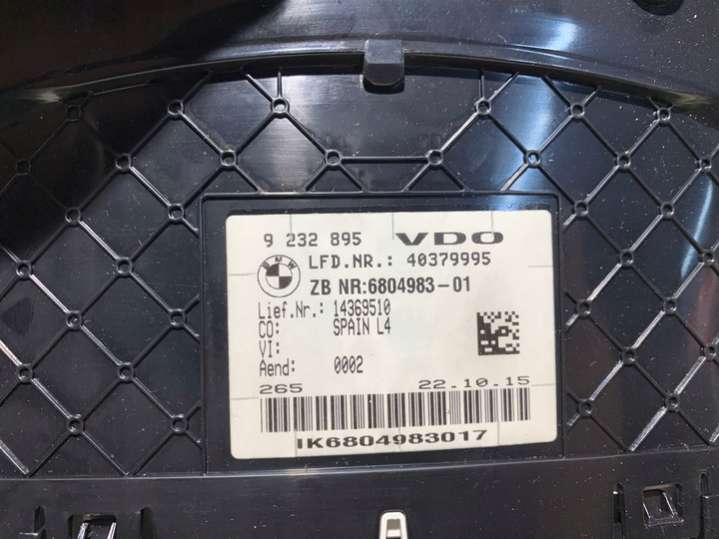 9 232 895 VDO
BMW
LFD.NR.: 40379995
ZB NR:6804983-01
Lief.Nr.: 14369510
CO: SPAIN L4
VI:
Aend: 0002
265 22.10.15
IK6804983017